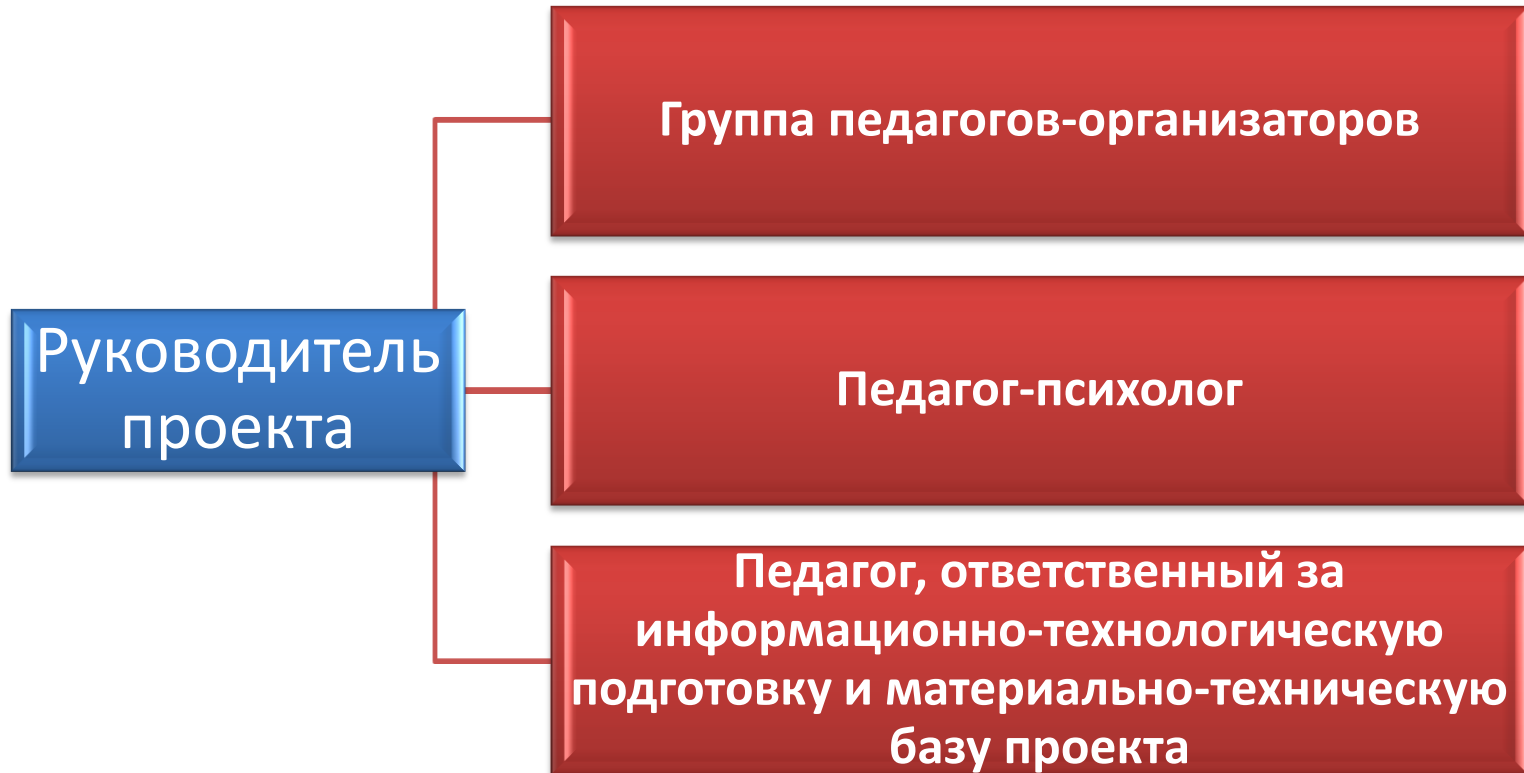 Группа педагогов-организаторов
Руководитель
проекта
Педагог-психолог
Педагог, ответственный за
информационно-технологическую
подготовку и материально-техническую
базу проекта